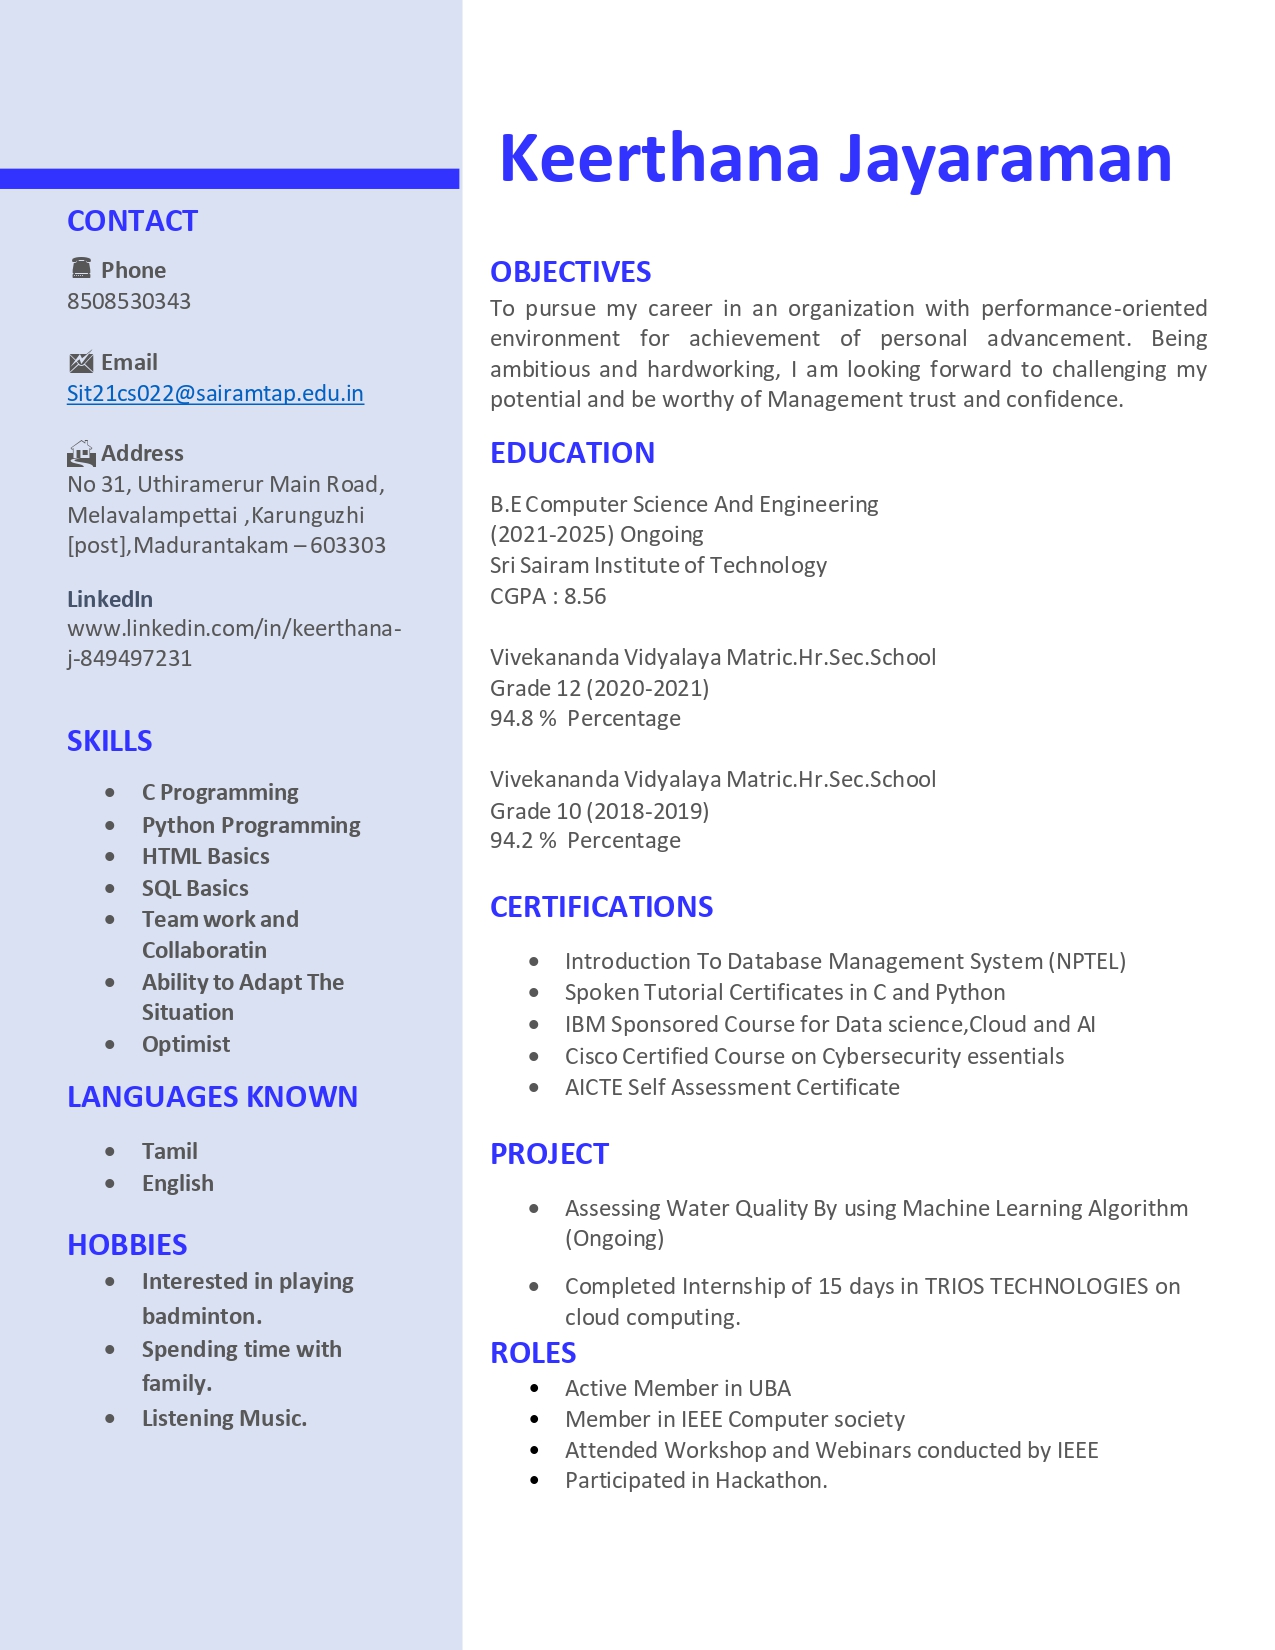 Keerthana Jayaraman
CONTACT
Phone
8508530343
Email
Sit21cs022@sairamtap.edu.in
Address
No 31, Uthiramerur Main Road,
Melavalampettai ,Karunguzhi
[post],Madurantakam – 603303
LinkedIn
www.linkedin.com/in/keerthana-
j-849497231
SKILLS
• C Programming
• Python Programming
• HTML Basics
• SQL Basics
• Team work and
Collaboratin
• Ability to Adapt The
Situation
• Optimist
LANGUAGES KNOWN
• Tamil
• English
HOBBIES
• Interested in playing
badminton.
• Spending time with
family.
• Listening Music.
OBJECTIVES
To pursue my career in an organization with performance-oriented
environment for achievement of personal advancement. Being
ambitious and hardworking, I am looking forward to challenging my
potential and be worthy of Management trust and confidence.
EDUCATION
B.E Computer Science And Engineering
(2021-2025) Ongoing
Sri Sairam Institute of Technology
CGPA : 8.56
Vivekananda Vidyalaya Matric.Hr.Sec.School
Grade 12 (2020-2021)
94.8 % Percentage
Vivekananda Vidyalaya Matric.Hr.Sec.School
Grade 10 (2018-2019)
94.2 % Percentage
CERTIFICATIONS
• Introduction To Database Management System (NPTEL)
• Spoken Tutorial Certificates in C and Python
• IBM Sponsored Course for Data science,Cloud and AI
• Cisco Certified Course on Cybersecurity essentials
• AICTE Self Assessment Certificate
PROJECT
• Assessing Water Quality By using Machine Learning Algorithm
(Ongoing)
• Completed Internship of 15 days in TRIOS TECHNOLOGIES on
cloud computing.
ROLES
• Active Member in UBA
• Member in IEEE Computer society
• Attended Workshop and Webinars conducted by IEEE
• Participated in Hackathon.